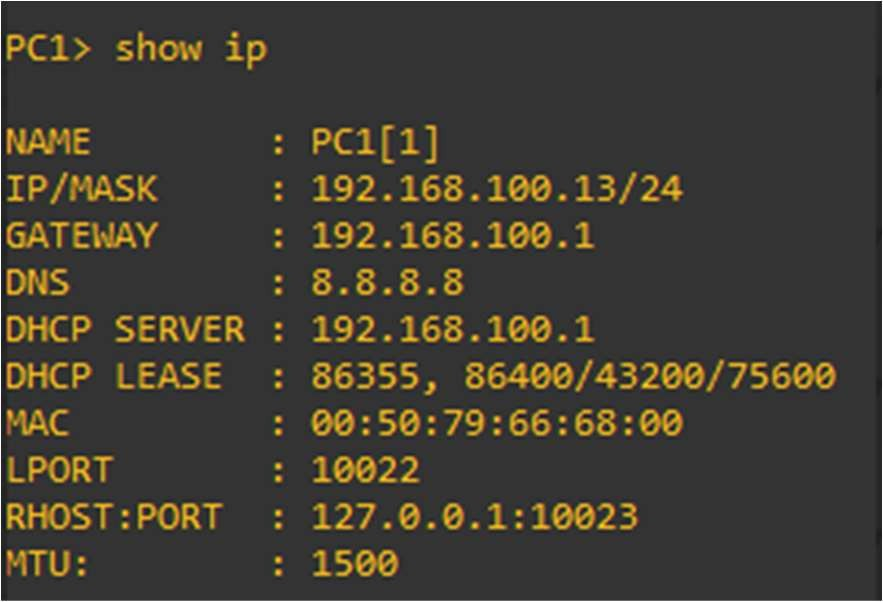 PC1> show ip
NAME : PC1[1]
IP/MASK : 192.168.100.13/24
GATEWAY : 192.168.100.1
DNS : 8.8.8.8
DHCP SERVER : 192.168.100.1
DHCP LEASE : 86355, 86400/43200/75600
MAC : 00:50:79:66:68:00
LPORT : 10022
RHOST:PORT : 127.0.0.1:10023
MTU: : 1500